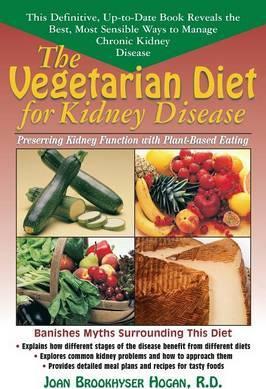 This Definitive, Up-to-Date Book Reveals the
Best, Most Sensible Ways to Manage
Chronic Kidney
Disease
The
Vegetarian Diet
for Kidney Disease
Preserving Kidney Function with Plant-Based Eating
Banishes Myths Surrounding This Diet
• Explains how different stages of the disease benefit from different diets
• Explores common kidney problems and how to approach them
• Provides detailed meal plans and recipes for tasty foods
Joan Brookhyser Hogan, R.D.